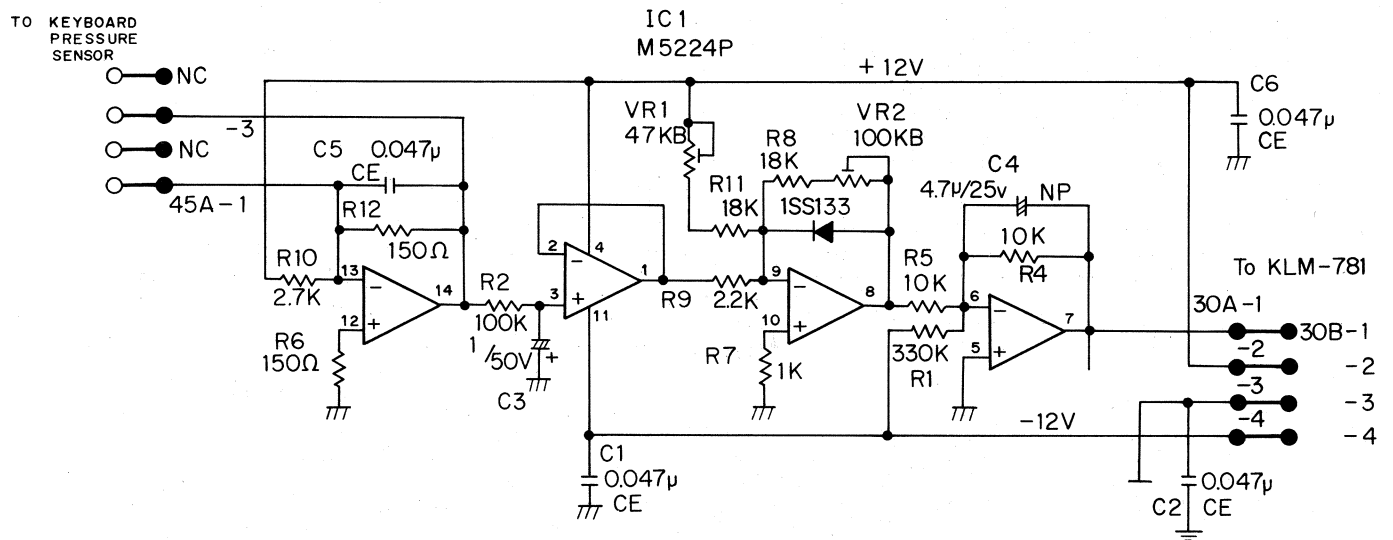 TO KEYBOARD
PRESSURE
SENSOR
IC1
M5224P
NC
-3
NC
45A-1
C5
0.047μ
CE
R12
150Ω
R10
2.7K
13
12
14
R6
150Ω
R2
100K
1/50V
+
C3
2
3
4
11
1
+12V
VR1
47KB
R11
18K
R8
18K
VR2
100KB
1SS133
R9
2.2K
9
10
8
R7
1K
R5
10K
330K
R1
C4
4.7μ/25v
NP
10K
R4
6
5
7
C6
0.047μ
CE
To KLM-781
30A-1
30B-1
-2
-2
-3
-3
-4
-4
-12V
C1
0.047μ
CE
C2
0.047μ
CE